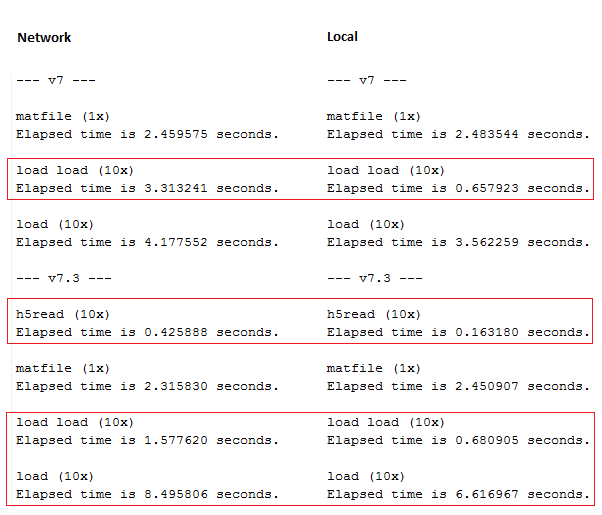 Network Local
--- v7 --- --- v7 ---
matfile (1x) matfile (1x)
Elapsed time is 2.459575 seconds. Elapsed time is 2.483544 seconds.
load load (10x) load load (10x)
Elapsed time is 3.313241 seconds. Elapsed time is 0.657923 seconds.
load (10x) load (10x)
Elapsed time is 4.177552 seconds. Elapsed time is 3.562259 seconds.
--- v7.3 --- --- v7.3 ---
h5read (10x) h5read (10x)
Elapsed time is 0.425888 seconds. Elapsed time is 0.163180 seconds.
matfile (1x) matfile (1x)
Elapsed time is 2.315830 seconds. Elapsed time is 2.450907 seconds.
load load (10x) load load (10x)
Elapsed time is 1.577620 seconds. Elapsed time is 0.680905 seconds.
load (10x) load (10x)
Elapsed time is 8.495806 seconds. Elapsed time is 6.616967 seconds.